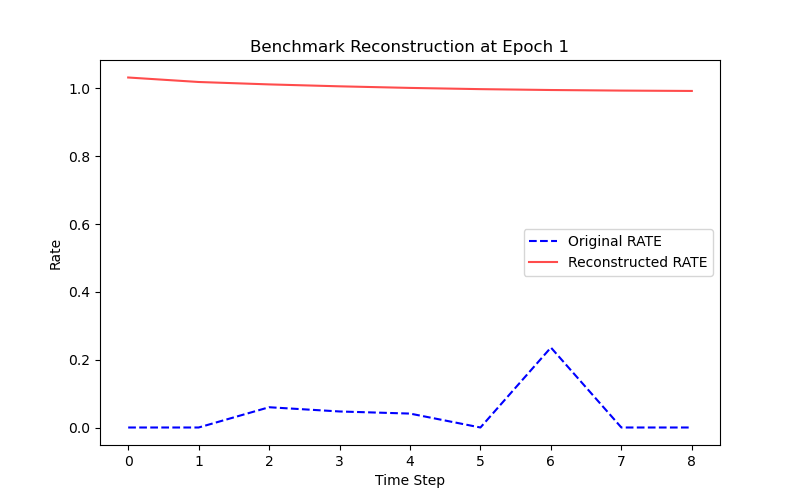 Benchmark Reconstruction at Epoch 1
1.0
0.8
0.6
0.4
0.2
0.0
Rate
Original RATE
Reconstructed RATE
0 1 2 3 4 5 6 7 8
Time Step